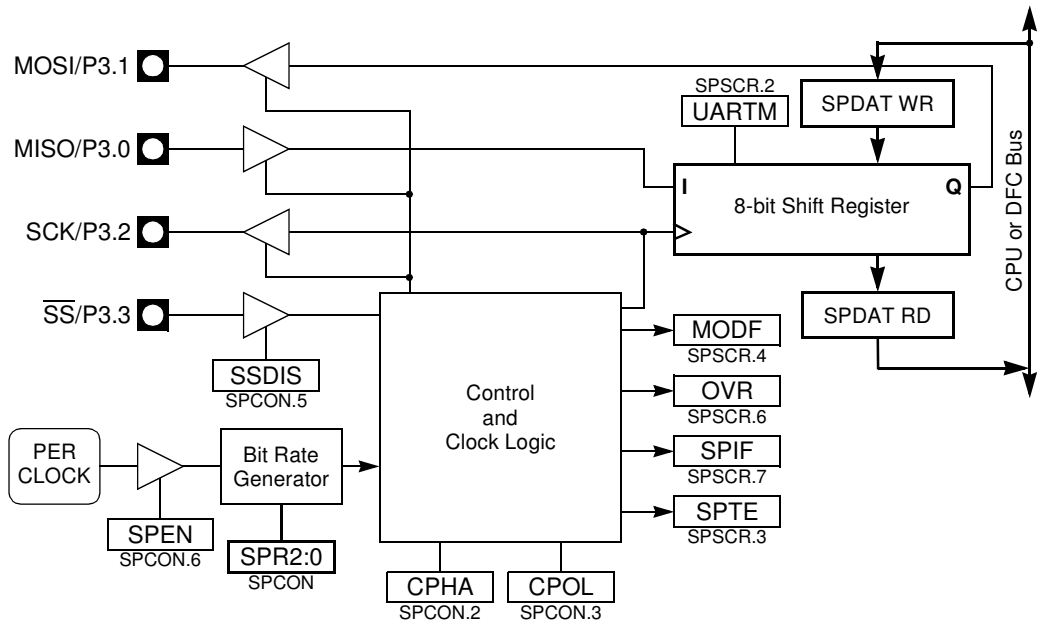 MOSI/P3.1
MISO/P3.0
SCK/P3.2
SS/P3.3
SPSCR.2
UARTM
SPDAT WR
I
8-bit Shift Register
Q
CPU or DFC Bus
SPDAT RD
SSDIS
SPCON.5
Control
and
Clock Logic
MODF
SPSCR.4
OVR
SPSCR.6
SPIF
SPSCR.7
SPTE
SPSCR.3
PER
CLOCK
Bit Rate
Generator
SPEN
SPCON.6
SPR2:0
SPCON
CPHA
SPCON.2
CPOL
SPCON.3